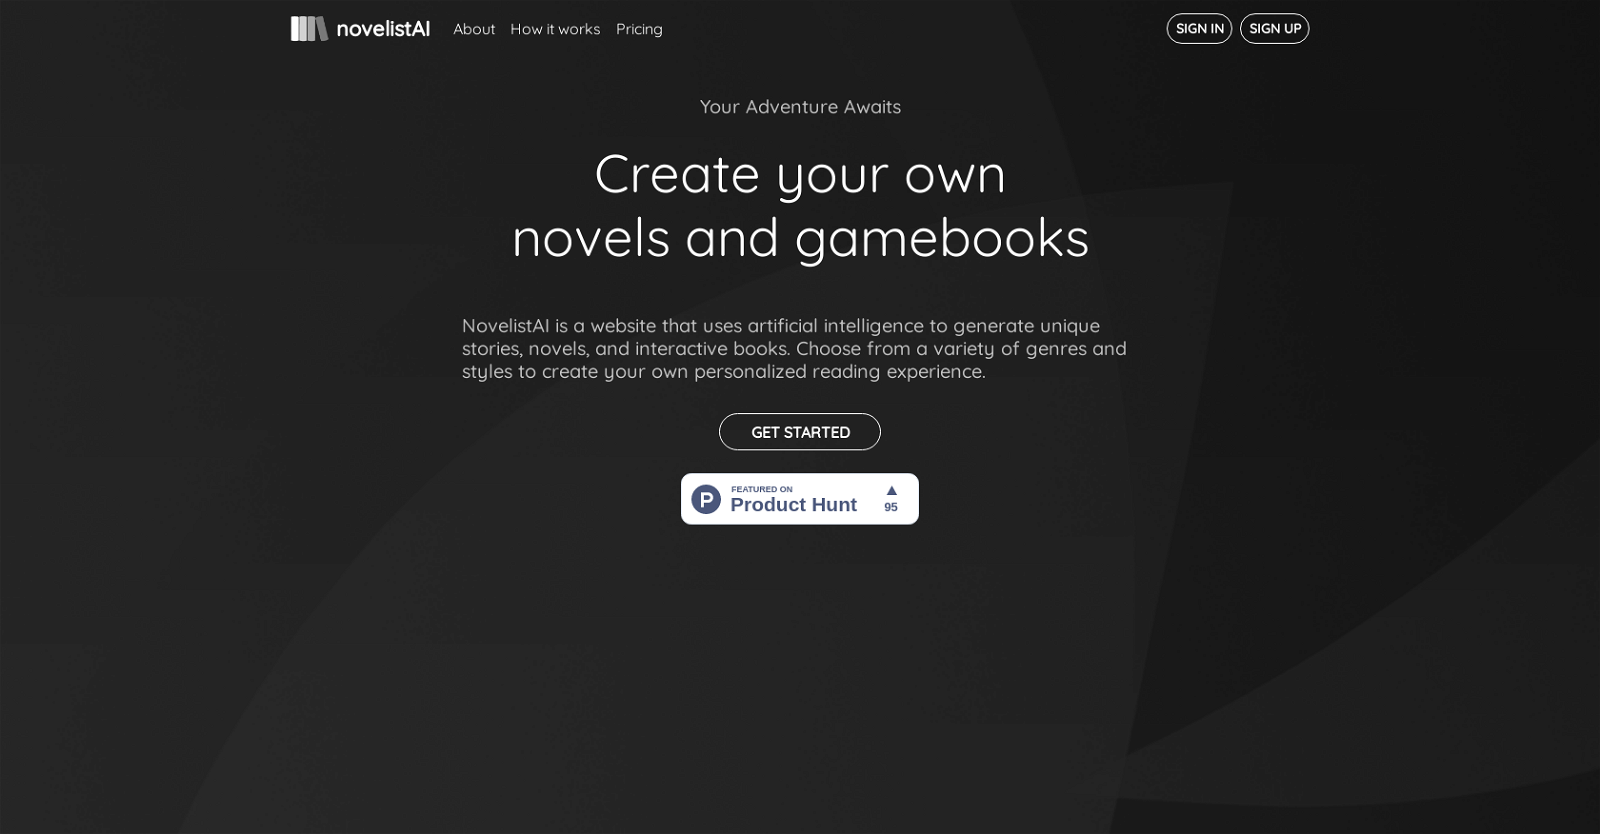 novelistAI
About
How it works
Pricing
SIGN IN
SIGN UP
Your Adventure Awaits
Create your own
novels and gamebooks
NovelistAI is a website that uses artificial intelligence to generate unique
stories, novels, and interactive books. Choose from a variety of genres and
styles to create your own personalized reading experience.
GET STARTED
P
FEATURED ON
Product Hunt
▲
95